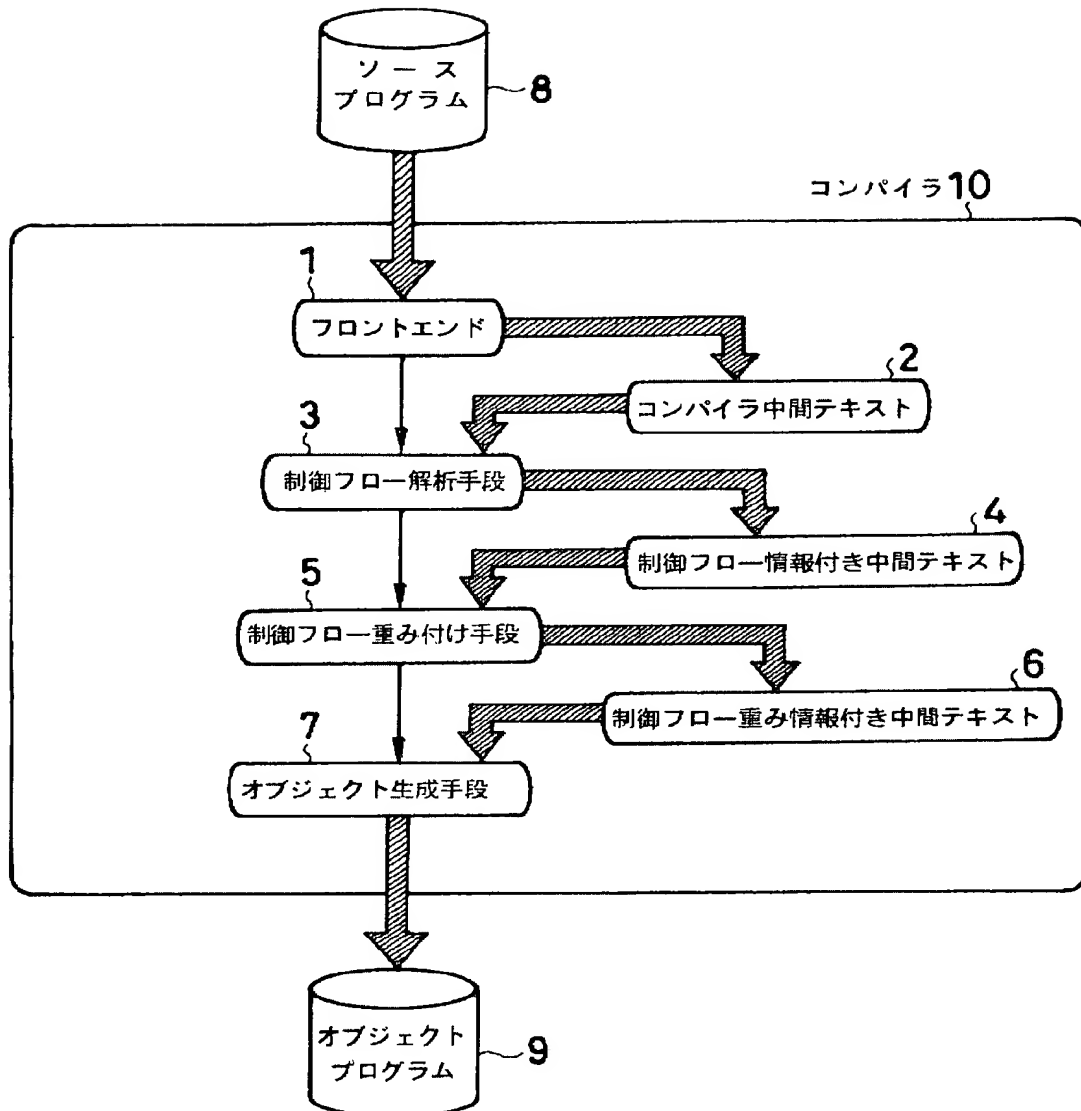 ソース
プログラム
8
コンパイラ10
1
フロントエンド
2
コンパイラ中間テキスト
3
制御フロー解析手段
4
制御フロー情報付き中間テキスト
5
制御フロー重み付け手段
6
制御フロー重み情報付き中間テキスト
7
オブジェクト生成手段
オブジェクト
プログラム
9